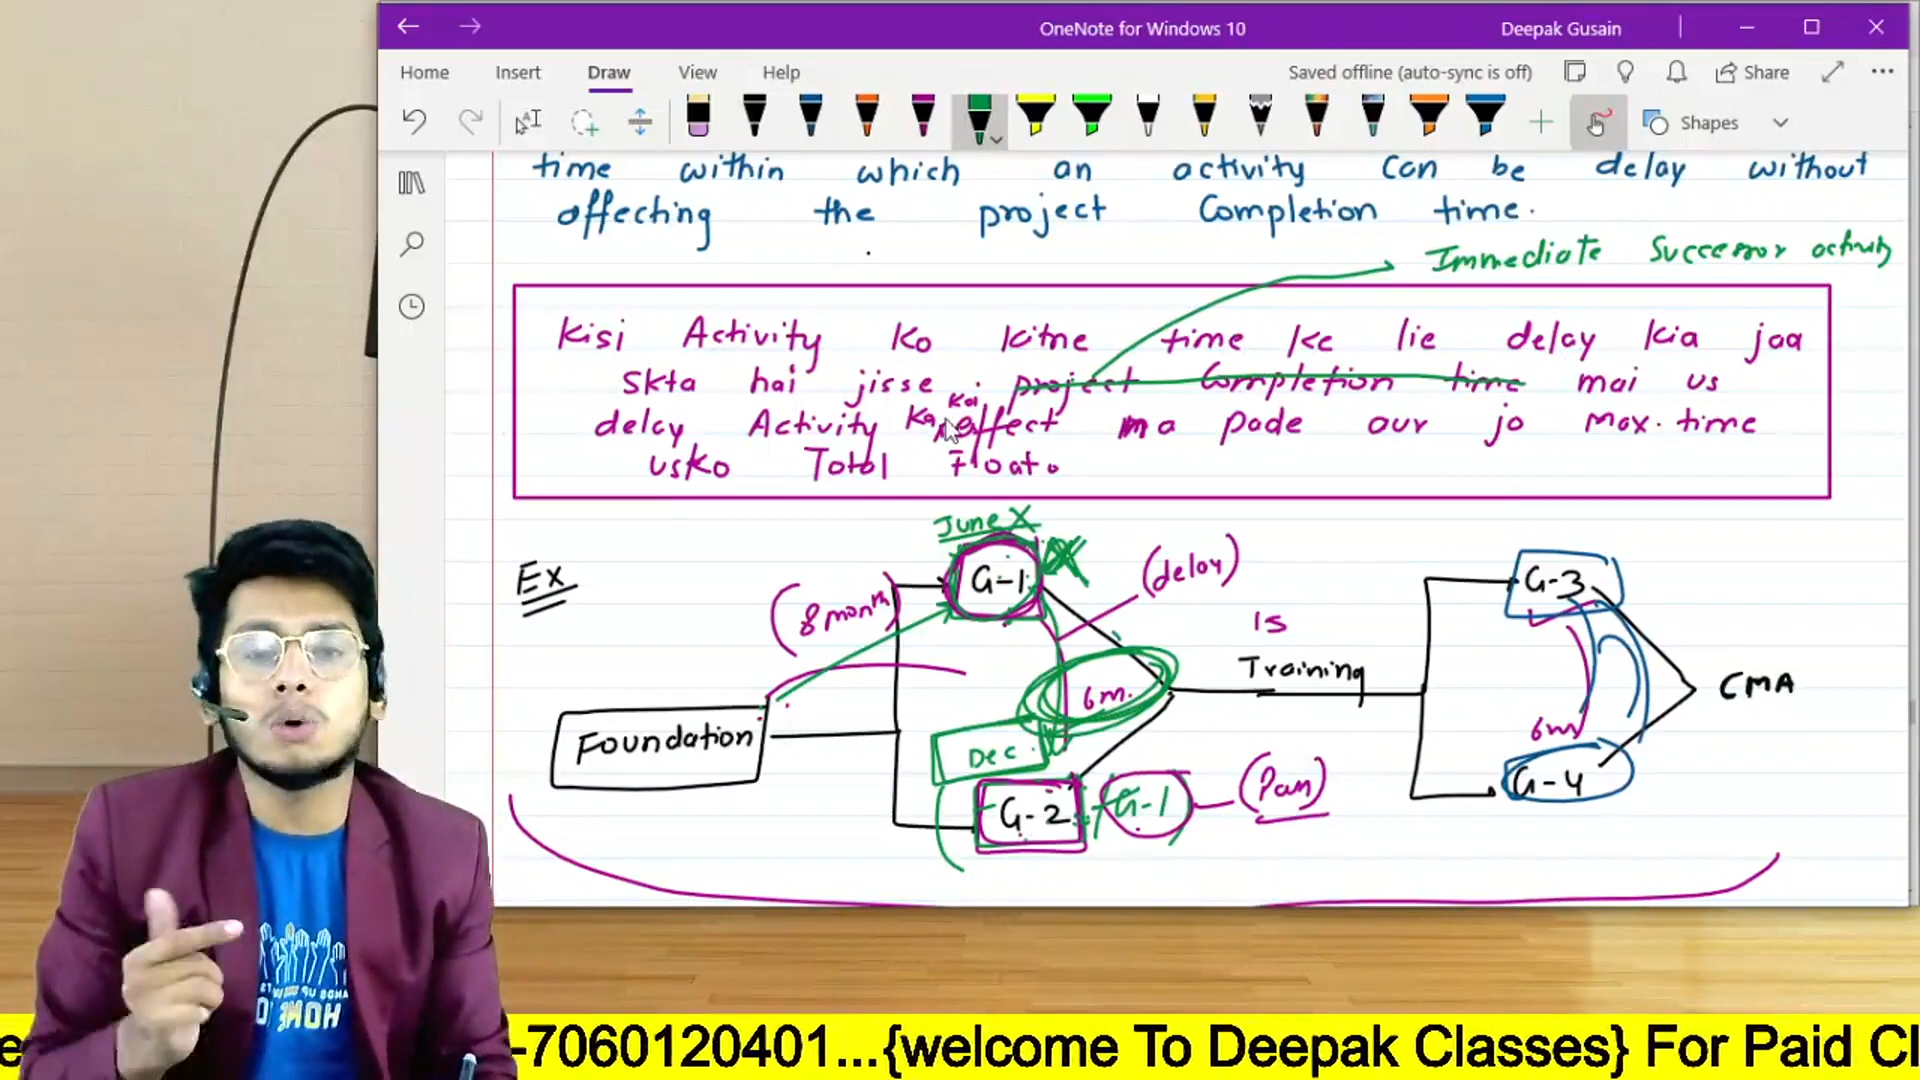 OneNote for Windows 10
Deepak Gusain
Home Insert Draw View Help
Saved offline (auto-sync is off)
Share
Shapes
time within which an activity can be delay without
affecting the project Completion time.
Immediate Successor activity
Kisi Activity Ko Kitne time ke lie delay kia jaa
Skta hai jisse project Completion time mai us
Koi
delay Activity Ka effect na pade our jo max. time
usko Total Float.
June X
Ex
G-1
(delay)
G-3
(8 month)
Is
Training
CMA
6m.
Foundation
6m
Dec.
G-2
G-1
G-4
-7060120401...{welcome To Deepak Classes} For Paid Cl